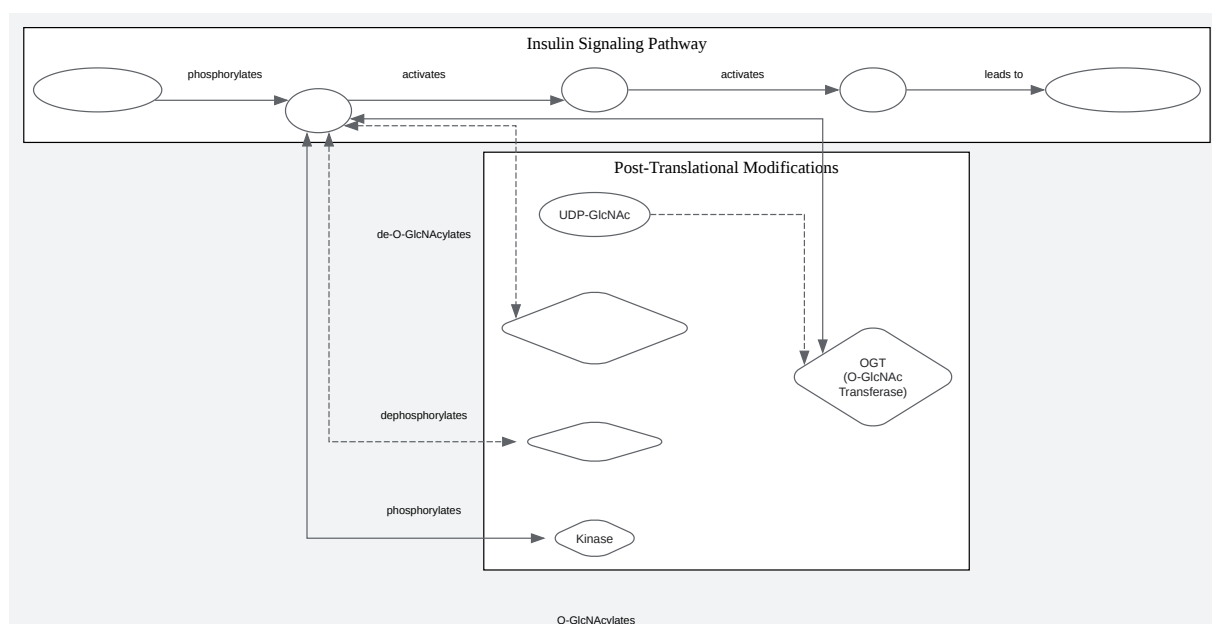 Insulin Signaling Pathway
phosphorylates
activates
activates
leads to
Post-Translational Modifications
UDP-GlcNAc
de-O-GlcNAcylates
OGT
(O-GlcNAc
Transferase)
dephosphorylates
phosphorylates
Kinase
O-GlcNAcylates